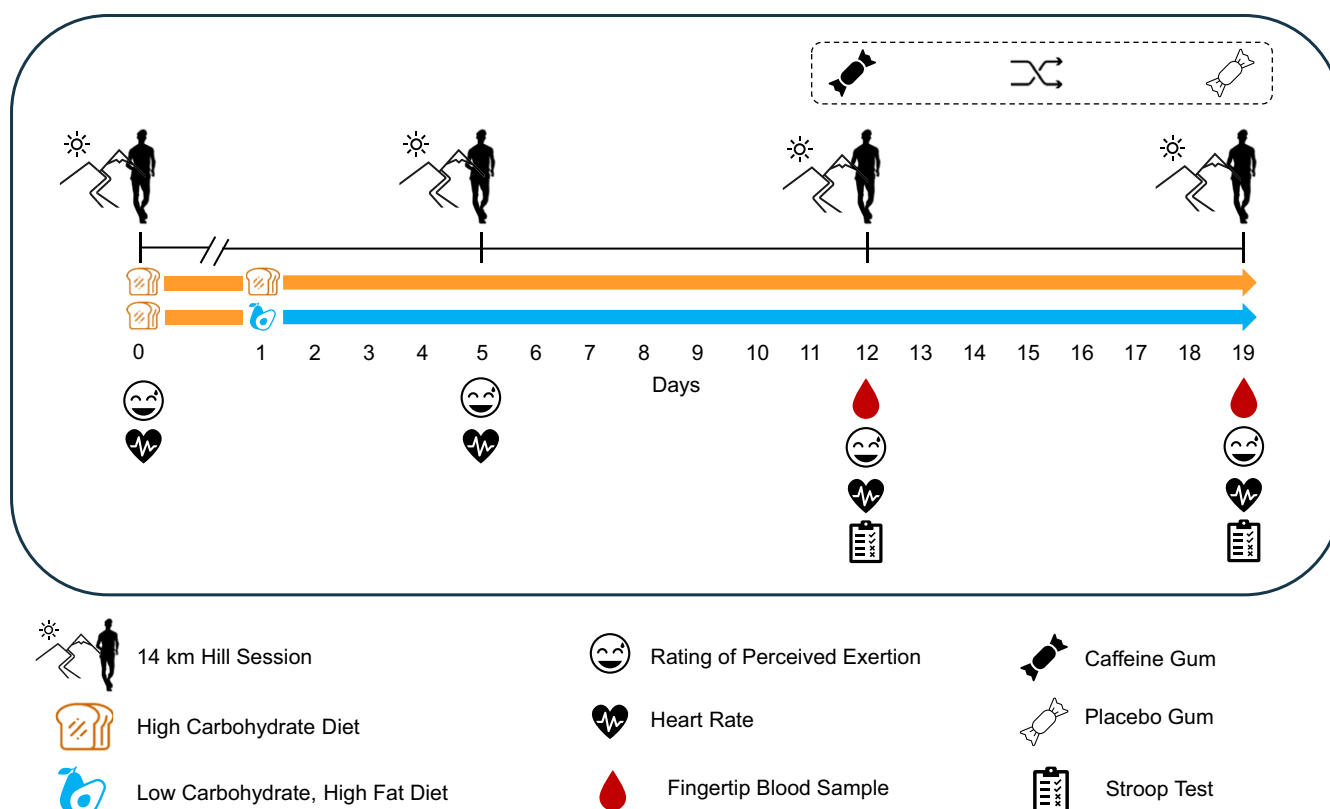 0 1 2 3 4 5 6 7 8 9 10 11 12 13 14 15 16 17 18 19
Days
14 km Hill Session
Rating of Perceived Exertion
Caffeine Gum
High Carbohydrate Diet
Heart Rate
Placebo Gum
Low Carbohydrate, High Fat Diet
Fingertip Blood Sample
Stroop Test